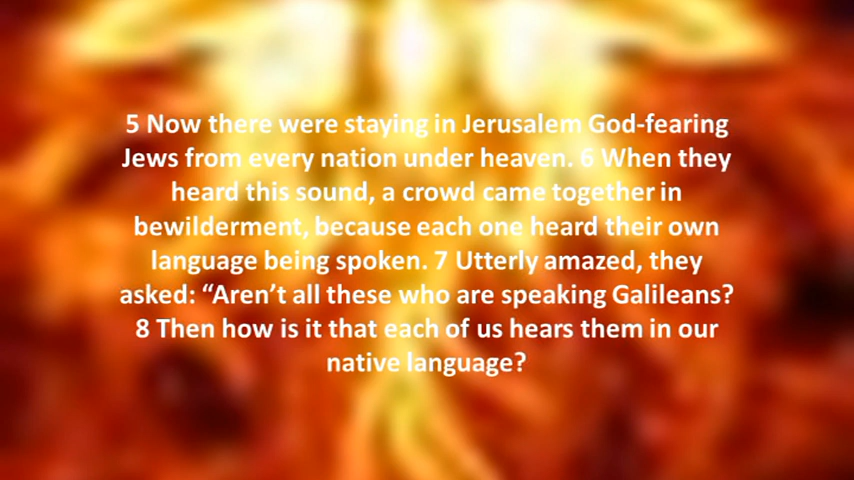 5 Now there were staying in Jerusalem God-fearing
Jews from every nation under heaven. 6 When they
heard this sound, a crowd came together in
bewilderment, because each one heard their own
language being spoken. 7 Utterly amazed, they
asked: “Aren’t all these who are speaking Galileans?
8 Then how is it that each of us hears them in our
native language?